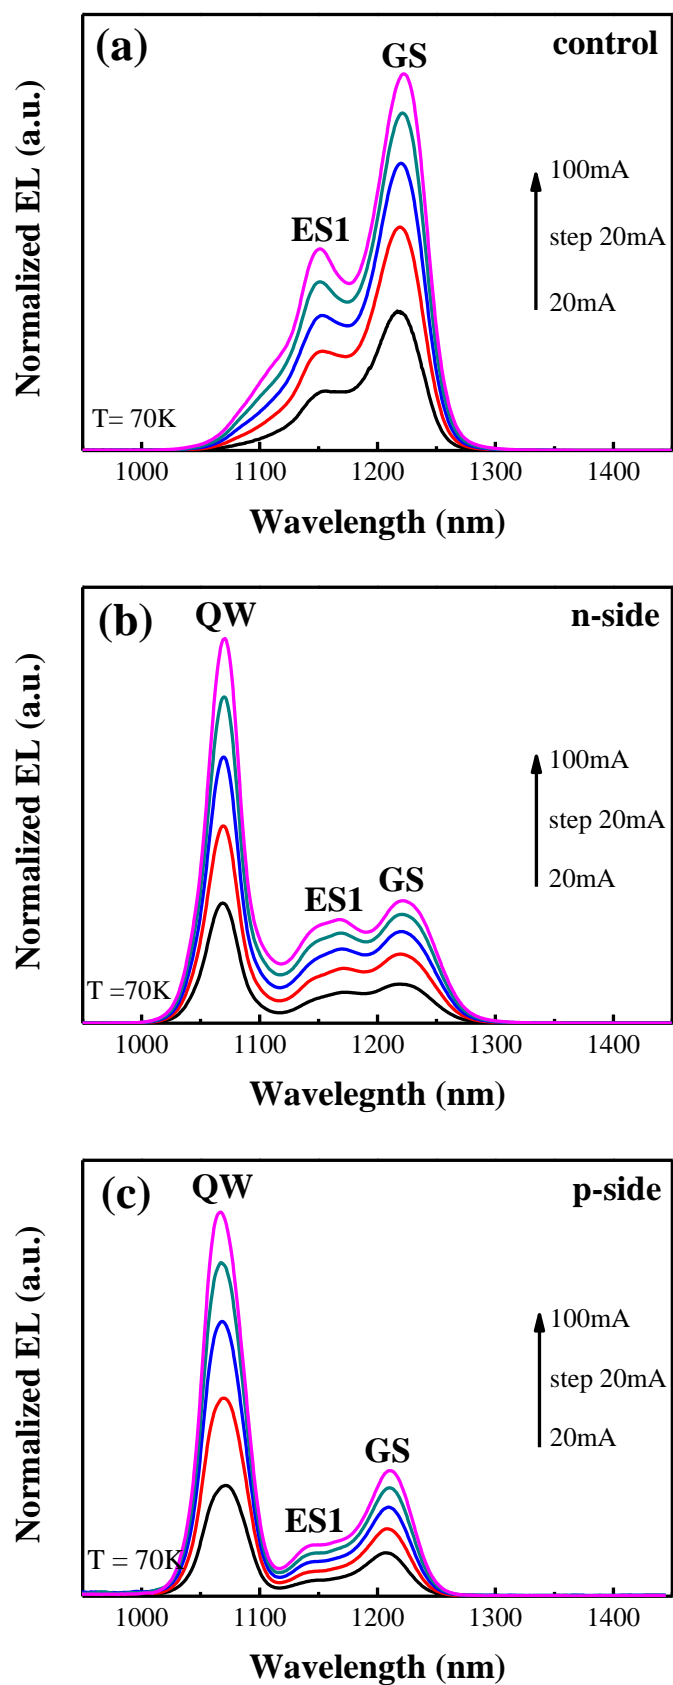 (a)
control
GS
ES1
100mA
step 20mA
20mA
T= 70K
Normalized EL (a.u.)
1000 1100 1200 1300 1400
Wavelength (nm)
(b)
n-side
QW
ES1
GS
100mA
step 20mA
20mA
T =70K
Normalized EL (a.u.)
1000 1100 1200 1300 1400
Wavelegnth (nm)
(c)
p-side
QW
ES1
GS
100mA
step 20mA
20mA
T = 70K
Normalized EL (a.u.)
1000 1100 1200 1300 1400
Wavelength (nm)